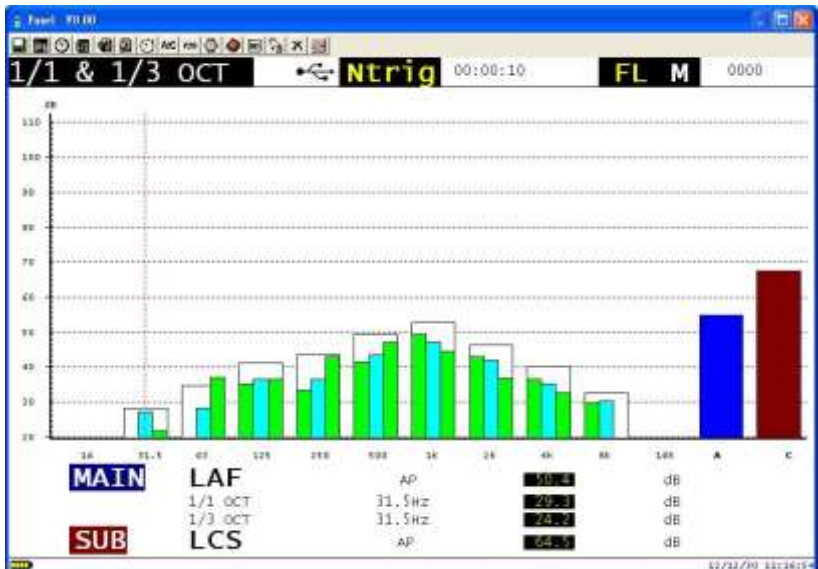 1/1 & 1/3 OCT Ntrig 00:00:10 FL M 0000
dB
110
100
90
80
70
60
50
40
30
20
16 31.5 63 125 250 500 1k 2k 4k 8k 16k A C
MAIN LAF AP 50.4 dB
1/1 OCT 31.5Hz 29.3 dB
1/3 OCT 31.5Hz 24.2 dB
SUB LCS AP 64.5 dB